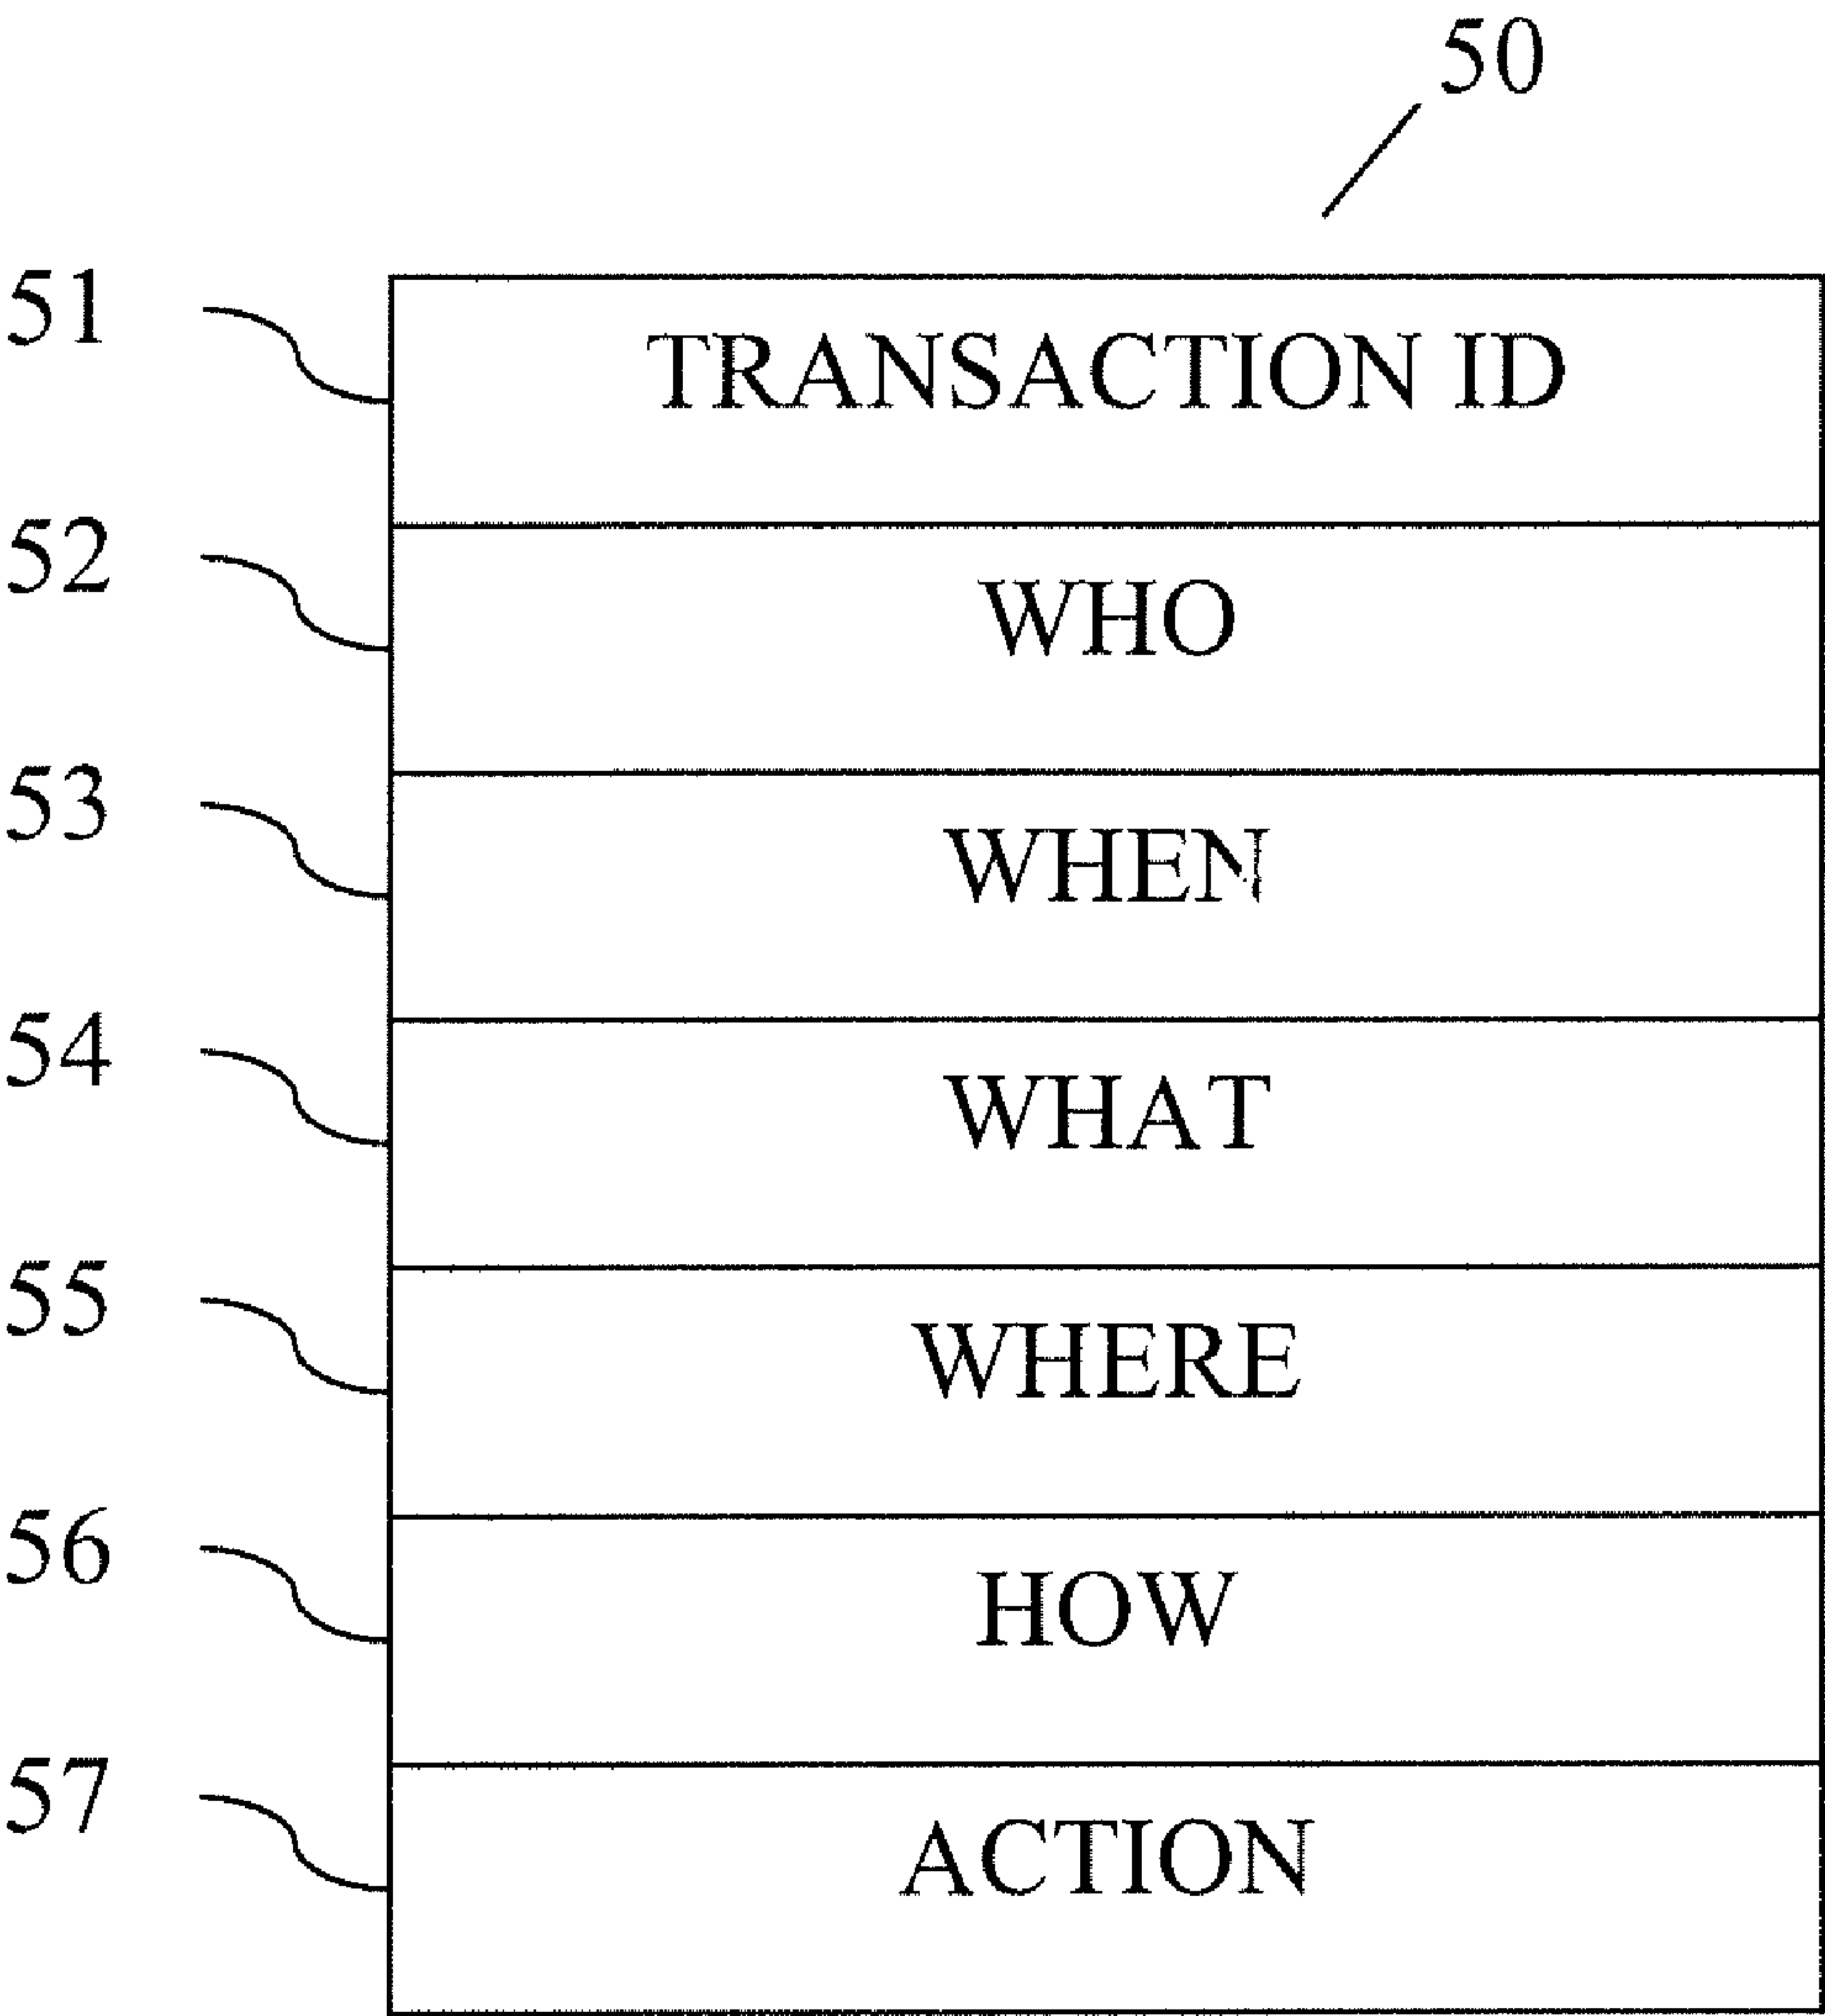 50
51 TRANSACTION ID
52 WHO
53 WHEN
54 WHAT
55 WHERE
56 HOW
57 ACTION